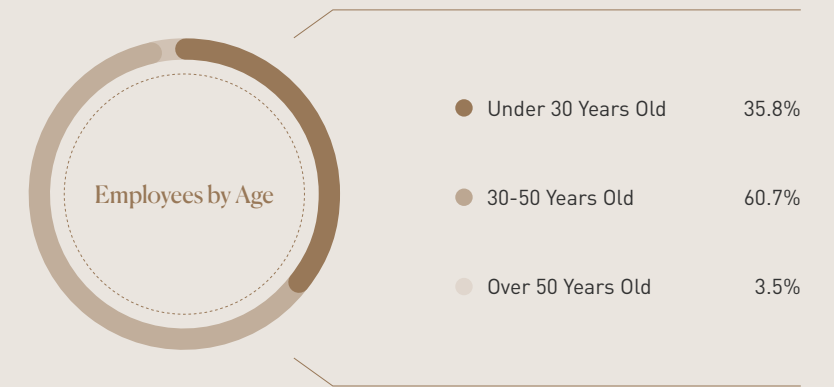 Employees by Age
Under 30 Years Old 35.8%
30-50 Years Old 60.7%
Over 50 Years Old 3.5%